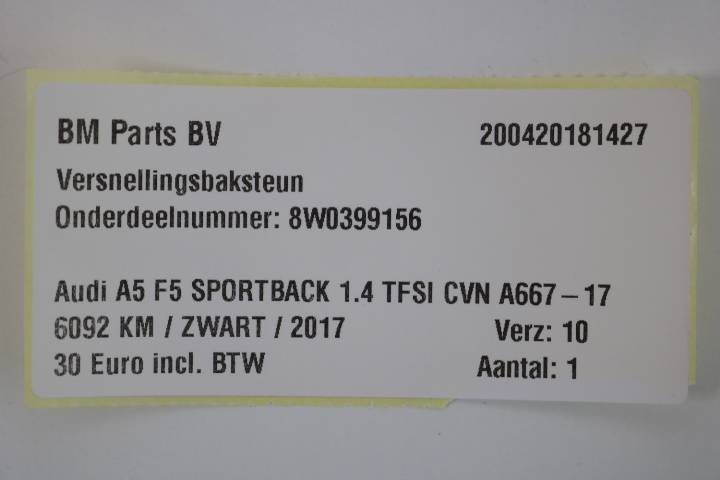 BM Parts BV 200420181427
Versnellingsbaksteun
Onderdeelnummer: 8W0399156
Audi A5 F5 SPORTBACK 1.4 TFSI CVN A667-17
6092 KM / ZWART / 2017 Verz: 10
30 Euro incl. BTW Aantal: 1